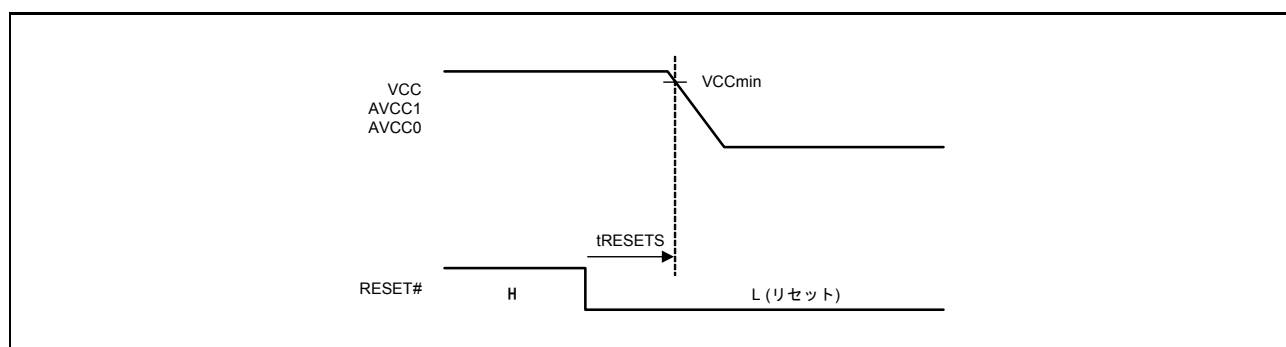 VCC
AVCC1
AVCC0
VCCmin
tRESETS
RESET#
H
L (リセット)